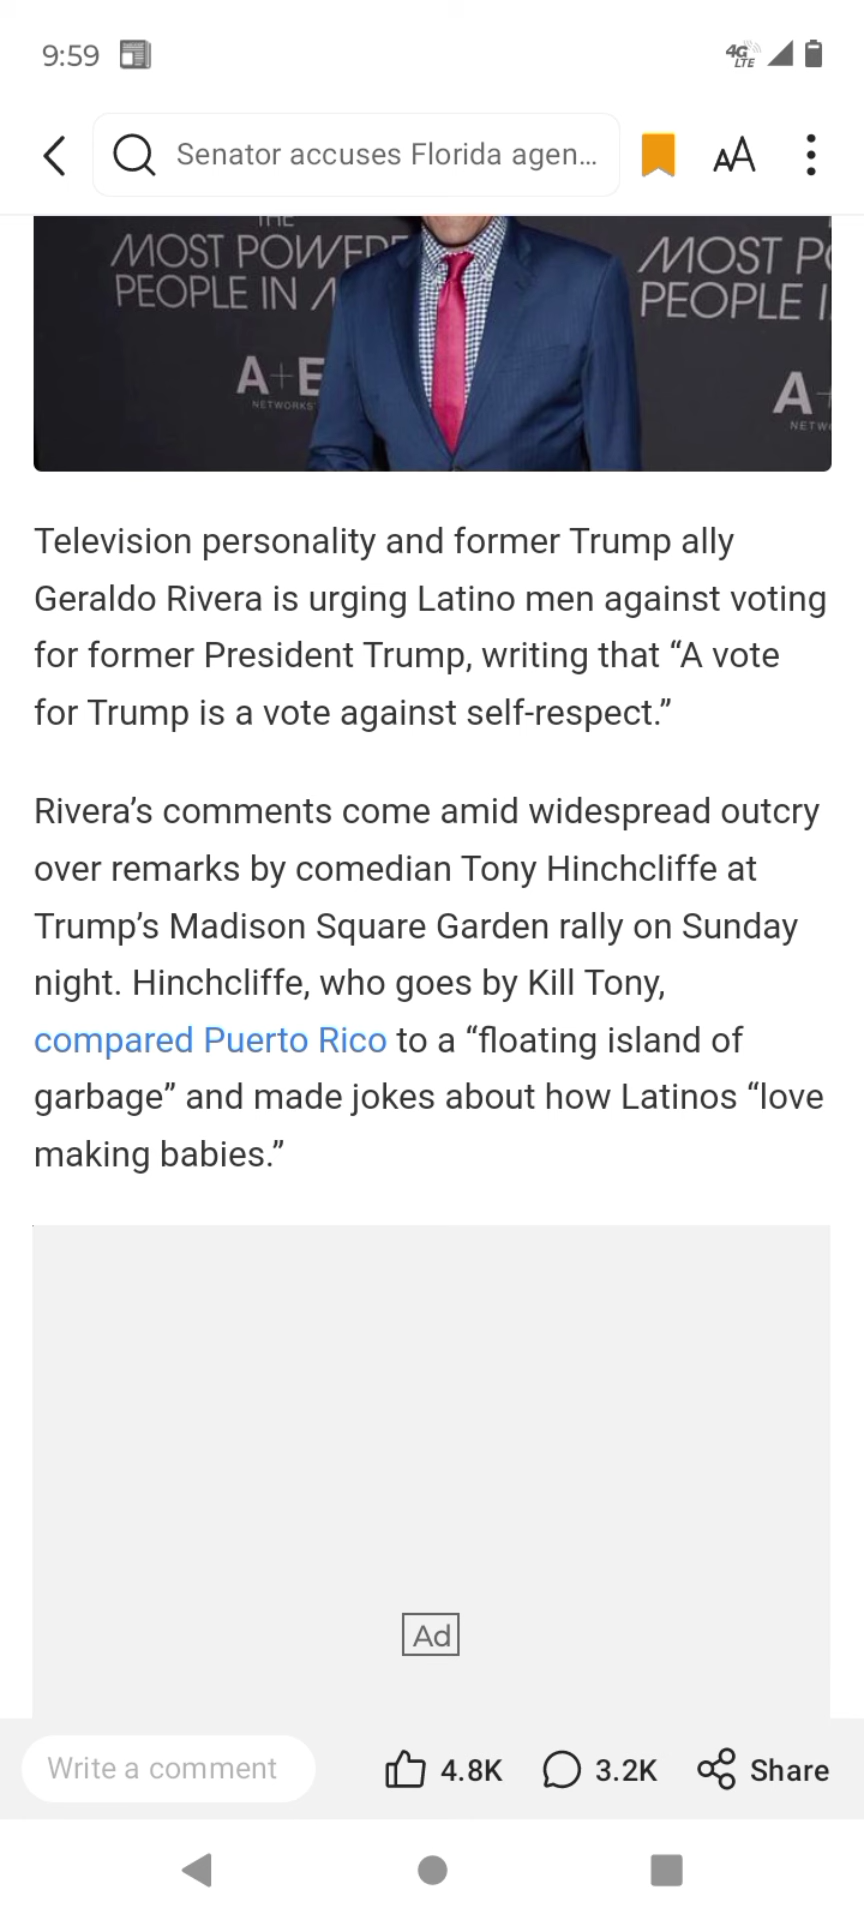 9:59
4G
LTE
Senator accuses Florida agen...
THE
MOST POWERF
PEOPLE IN
MOST P
PEOPLE I
A+E
NETWORKS
A+
NETW
Television personality and former Trump ally
Geraldo Rivera is urging Latino men against voting
for former President Trump, writing that “A vote
for Trump is a vote against self-respect.”
Rivera’s comments come amid widespread outcry
over remarks by comedian Tony Hinchcliffe at
Trump’s Madison Square Garden rally on Sunday
night. Hinchcliffe, who goes by Kill Tony,
compared Puerto Rico to a “floating island of
garbage” and made jokes about how Latinos “love
making babies.”
Ad
Write a comment
4.8K
3.2K
Share